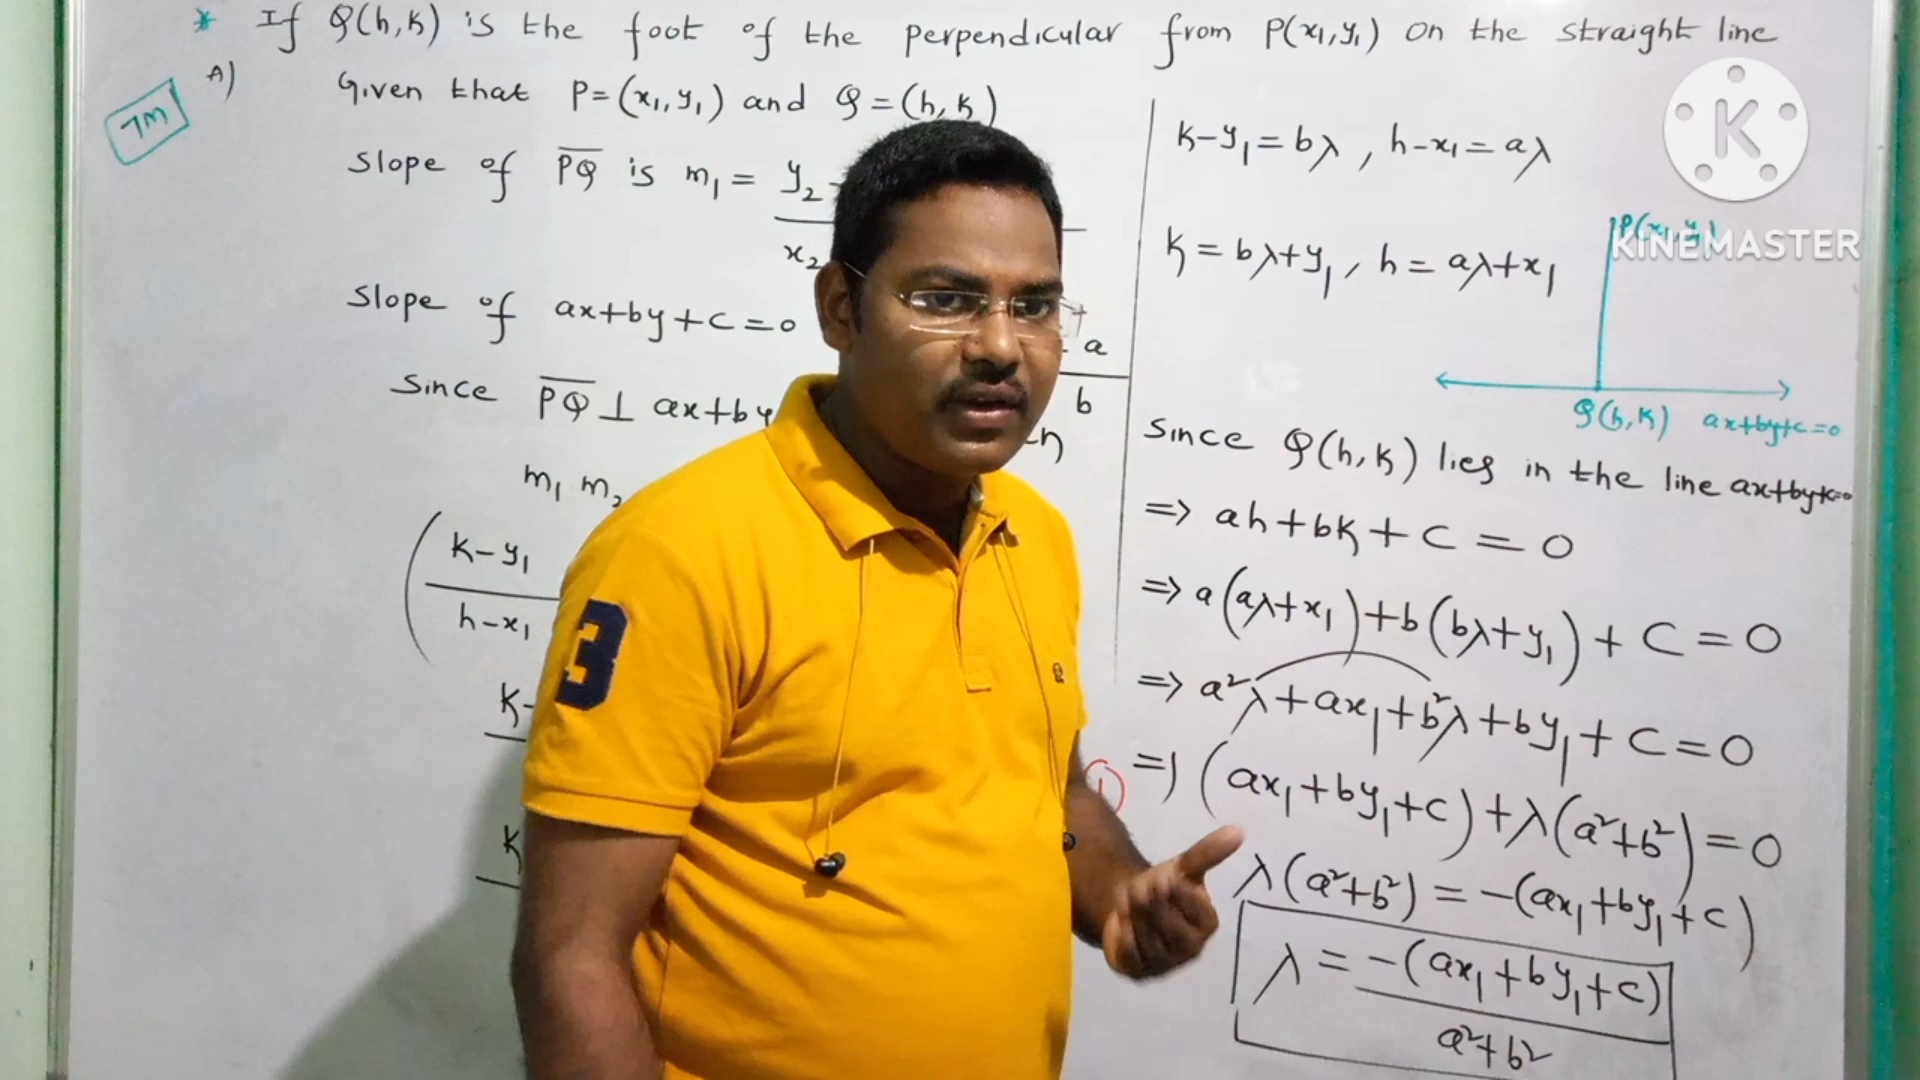 * If Q(h,k) is the foot of the perpendicular from P(x₁,y₁) on the straight line
7M
A)
Given that P=(x₁,y₁) and Q=(h,k)
Slope of P̅Q̅ is m₁ = y₂-
x₂
Slope of ax+by+c=0
a
b
Since P̅Q̅ ⊥ ax+by
m₁ m₂
(k-y₁
h-x₁
k-
k
k-y₁=bλ, h-x₁=aλ
k=bλ+y₁, h=aλ+x₁
K
KINEMASTER
P(x₁,y₁)
Q(h,k) ax+by+c=0
Since Q(h,k) lies in the line ax+by+c=0
=> ah+bk+c=0
=> a(aλ+x₁)+b(bλ+y₁)+c=0
=> a²λ+ax₁+b²λ+by₁+c=0
① => (ax₁+by₁+c)+λ(a²+b²)=0
λ(a²+b²)=-(ax₁+by₁+c)
λ = -(ax₁+by₁+c)
a²+b²
3